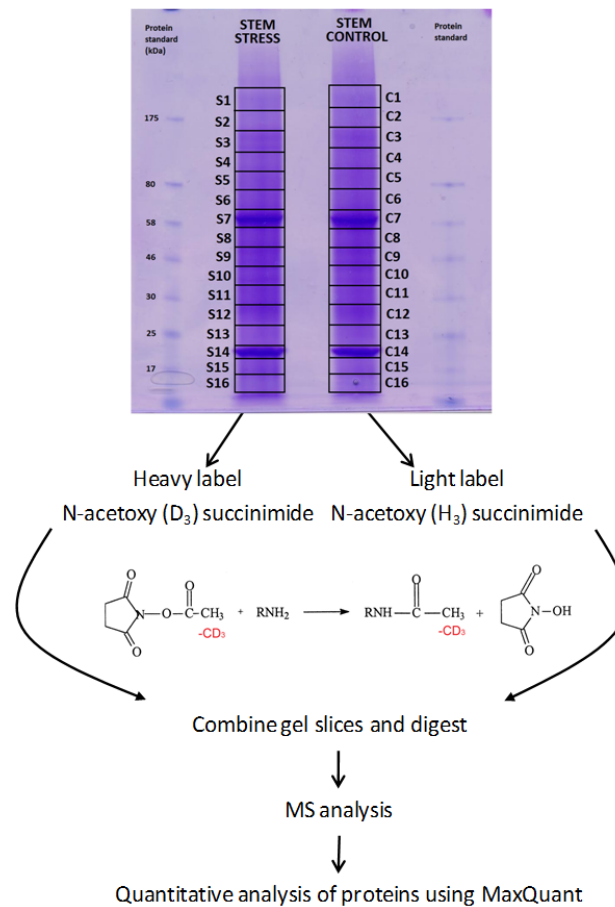 Protein
standard
(kDa)
STEM
STRESS
STEM
CONTROL
Protein
standard
175
80
58
46
30
25
17
S1
S2
S3
S4
S5
S6
S7
S8
S9
S10
S11
S12
S13
S14
S15
S16
C1
C2
C3
C4
C5
C6
C7
C8
C9
C10
C11
C12
C13
C14
C15
C16
Heavy label
N-acetoxy (D₃) succinimide
Light label
N-acetoxy (H₃) succinimide
O
O
N—O—C—CH₃ + RNH₂
-CD₃
O
O
RNH—C—CH₃ +
-CD₃
O
N—OH
O
Combine gel slices and digest
MS analysis
Quantitative analysis of proteins using MaxQuant